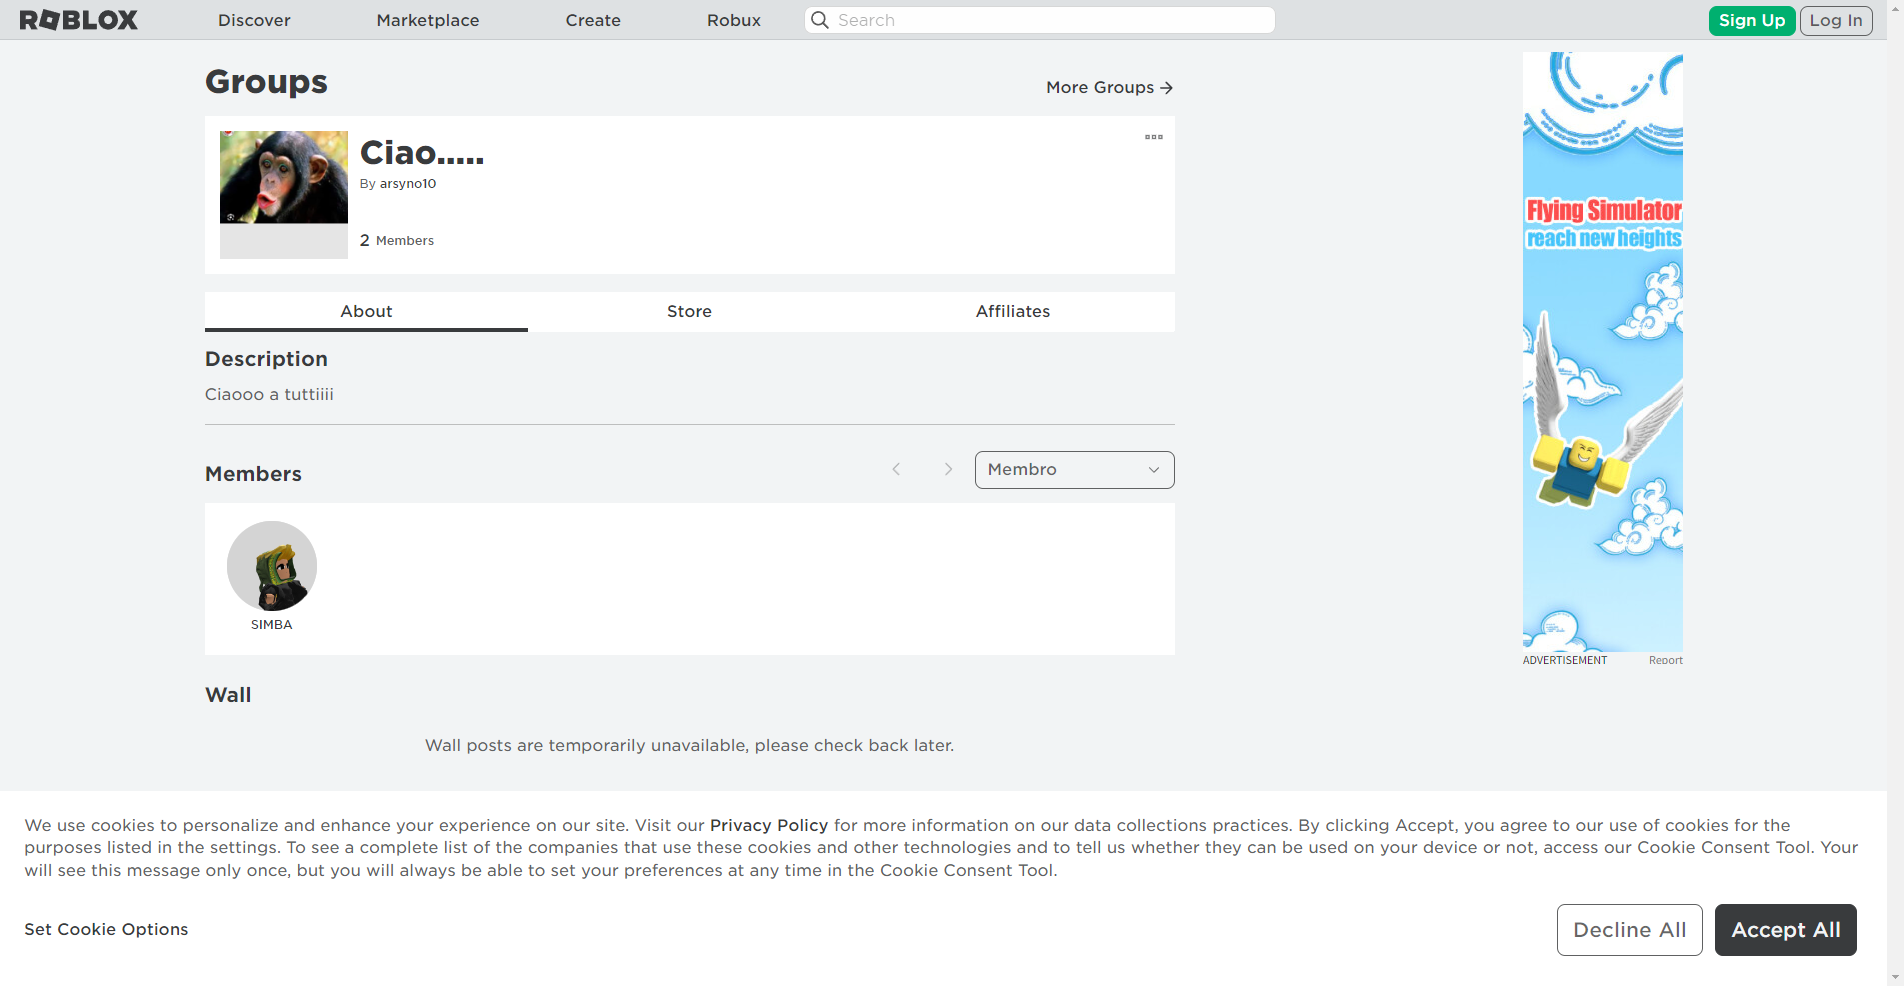 ROBLOX Discover Marketplace Create Robux Search Sign Up Log In
Groups
More Groups
Ciao.....
By arsyno10
2 Members
About Store Affiliates
Description
Ciaooo a tuttiiii
Members
Membro
SIMBA
Wall
Wall posts are temporarily unavailable, please check back later.
Flying Simulator
reach new heights
ADVERTISEMENT Report
We use cookies to personalize and enhance your experience on our site. Visit our Privacy Policy for more information on our data collections practices. By clicking Accept, you agree to our use of cookies for the
purposes listed in the settings. To see a complete list of the companies that use these cookies and other technologies and to tell us whether they can be used on your device or not, access our Cookie Consent Tool. Your
will see this message only once, but you will always be able to set your preferences at any time in the Cookie Consent Tool.
Set Cookie Options
Decline All
Accept All